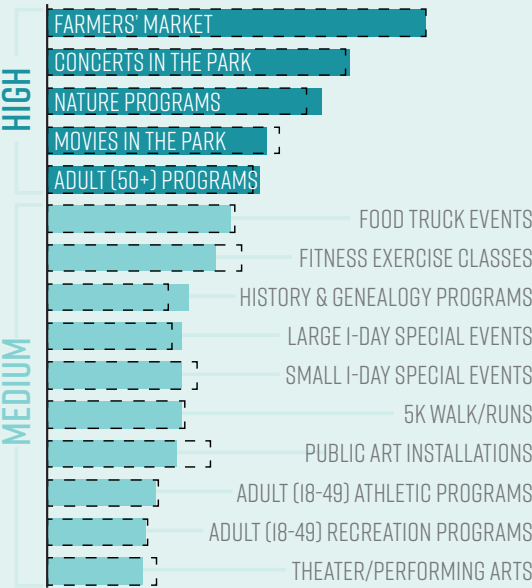 HIGH
FARMERS' MARKET
CONCERTS IN THE PARK
NATURE PROGRAMS
MOVIES IN THE PARK
ADULT (50+) PROGRAMS
MEDIUM
FOOD TRUCK EVENTS
FITNESS EXERCISE CLASSES
HISTORY & GENEALOGY PROGRAMS
LARGE 1-DAY SPECIAL EVENTS
SMALL 1-DAY SPECIAL EVENTS
5K WALK/RUNS
PUBLIC ART INSTALLATIONS
ADULT (18-49) ATHLETIC PROGRAMS
ADULT (18-49) RECREATION PROGRAMS
THEATER/PERFORMING ARTS